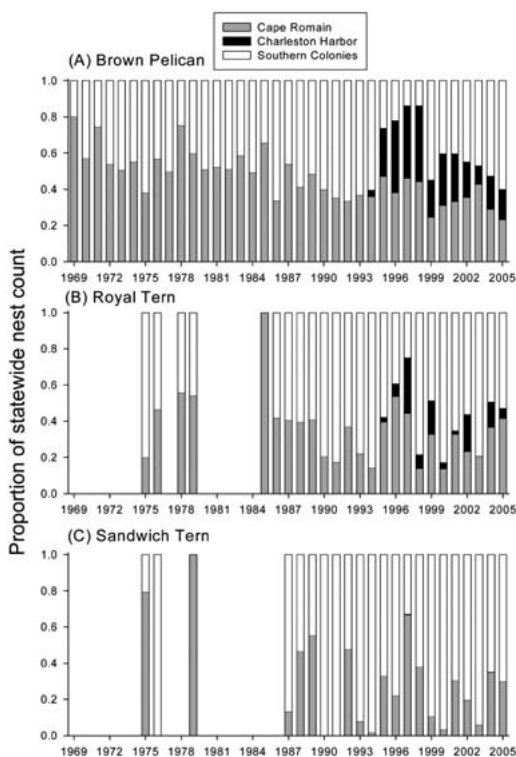 Cape Romain
Charleston Harbor
Southern Colonies
Proportion of statewide nest count
(A) Brown Pelican
1.0
0.8
0.6
0.4
0.2
0.0
1969 1972 1975 1978 1981 1984 1987 1990 1993 1996 1999 2002 2005
(B) Royal Tern
1.0
0.8
0.6
0.4
0.2
0.0
1969 1972 1975 1978 1981 1984 1987 1990 1993 1996 1999 2002 2005
(C) Sandwich Tern
1.0
0.8
0.6
0.4
0.2
0.0
1969 1972 1975 1978 1981 1984 1987 1990 1993 1996 1999 2002 2005